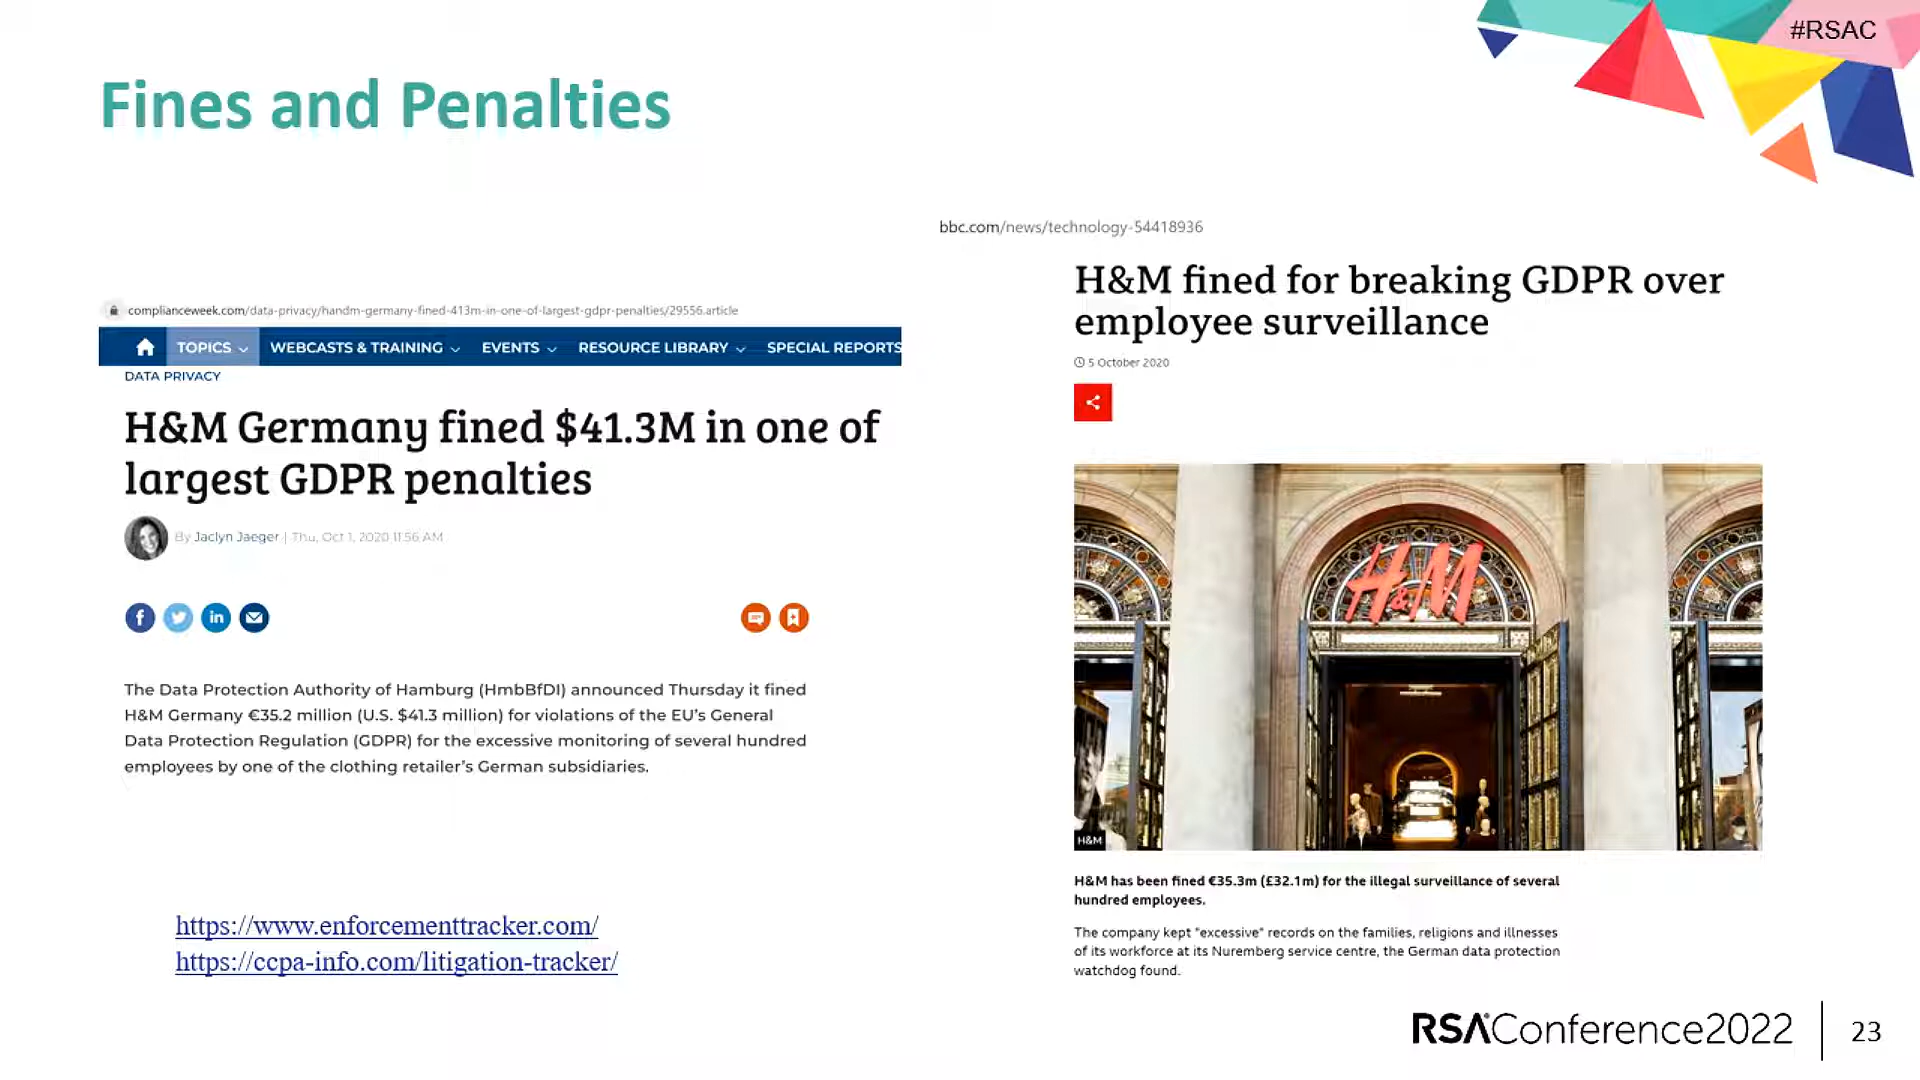 #RSAC
Fines and Penalties
complianceweek.com/data-privacy/handm-germany-fined-413m-in-one-of-largest-gdpr-penalties/29556.article
TOPICS WEBCASTS & TRAINING EVENTS RESOURCE LIBRARY SPECIAL REPORTS
DATA PRIVACY
H&M Germany fined $41.3M in one of
largest GDPR penalties
By Jaclyn Jaeger | Thu, Oct 1, 2020 11:56 AM
The Data Protection Authority of Hamburg (HmbBfDI) announced Thursday it fined
H&M Germany €35.2 million (U.S. $41.3 million) for violations of the EU's General
Data Protection Regulation (GDPR) for the excessive monitoring of several hundred
employees by one of the clothing retailer's German subsidiaries.
https://www.enforcementtracker.com/
https://ccpa-info.com/litigation-tracker/
bbc.com/news/technology-54418936
H&M fined for breaking GDPR over
employee surveillance
5 October 2020
H&M
H&M
H&M has been fined €35.3m (£32.1m) for the illegal surveillance of several
hundred employees.
The company kept "excessive" records on the families, religions and illnesses
of its workforce at its Nuremberg service centre, the German data protection
watchdog found.
RSAConference2022
23